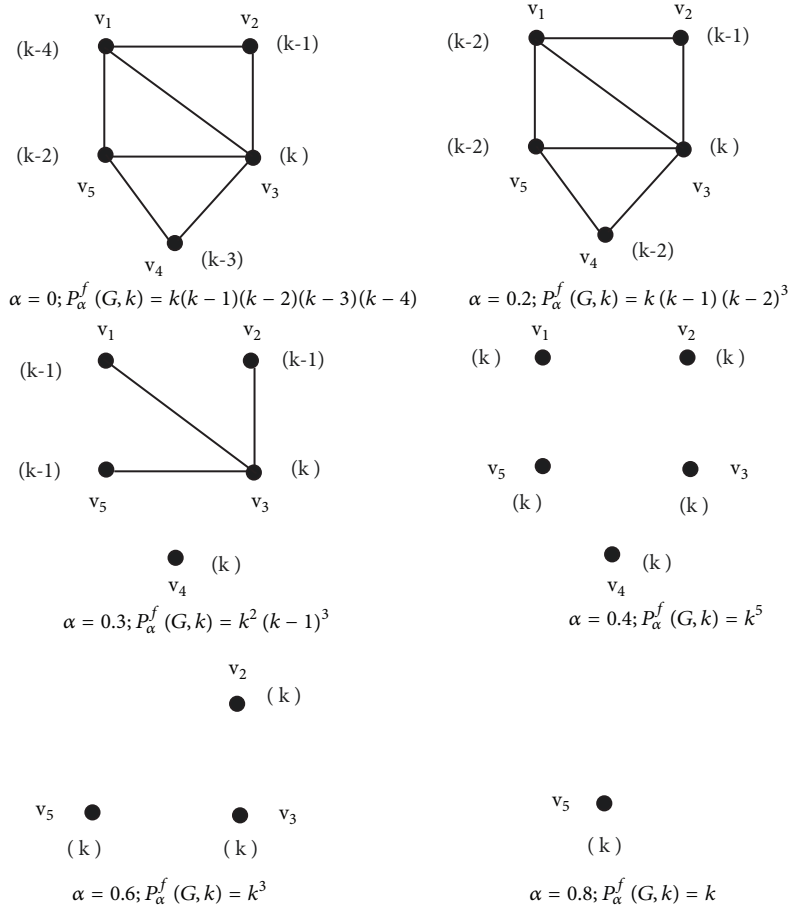 v₁ v₂
(k-4) (k-1)
(k-2) (k )
v₅ v₃
v₄ (k-3)
α = 0; P_α^f (G, k) = k(k − 1)(k − 2)(k − 3)(k − 4)
v₁ v₂
(k-2) (k-1)
(k-2) (k )
v₅ v₃
v₄ (k-2)
α = 0.2; P_α^f (G, k) = k (k − 1) (k − 2)³
v₁ v₂
(k-1) (k-1)
(k-1) (k )
v₅ v₃
(k )
v₄
α = 0.3; P_α^f (G, k) = k² (k − 1)³
v₁ v₂
(k ) (k )
v₅ v₃
(k ) (k )
(k )
v₄
α = 0.4; P_α^f (G, k) = k⁵
v₂
( k )
v₅ v₃
( k ) ( k )
α = 0.6; P_α^f (G, k) = k³
v₅
( k )
α = 0.8; P_α^f (G, k) = k